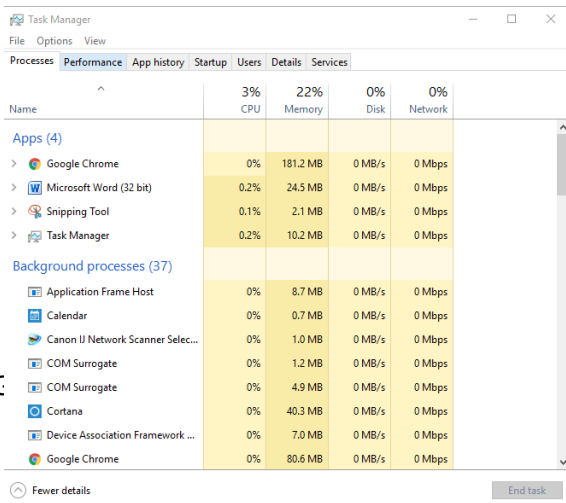 Task Manager
File Options View
Processes Performance App history Startup Users Details Services
3% 22% 0% 0%
Name CPU Memory Disk Network
Apps (4)
Google Chrome 0% 181.2 MB 0 MB/s 0 Mbps
Microsoft Word (32 bit) 0.2% 24.5 MB 0 MB/s 0 Mbps
Snipping Tool 0.1% 2.1 MB 0 MB/s 0 Mbps
Task Manager 0.2% 10.2 MB 0 MB/s 0 Mbps
Background processes (37)
Application Frame Host 0% 8.7 MB 0 MB/s 0 Mbps
Calendar 0% 0.7 MB 0 MB/s 0 Mbps
Canon IJ Network Scanner Selec... 0% 1.0 MB 0 MB/s 0 Mbps
COM Surrogate 0% 1.2 MB 0 MB/s 0 Mbps
COM Surrogate 0% 4.9 MB 0 MB/s 0 Mbps
Cortana 0% 40.3 MB 0 MB/s 0 Mbps
Device Association Framework ... 0% 7.0 MB 0 MB/s 0 Mbps
Google Chrome 0% 80.6 MB 0 MB/s 0 Mbps
Fewer details End task